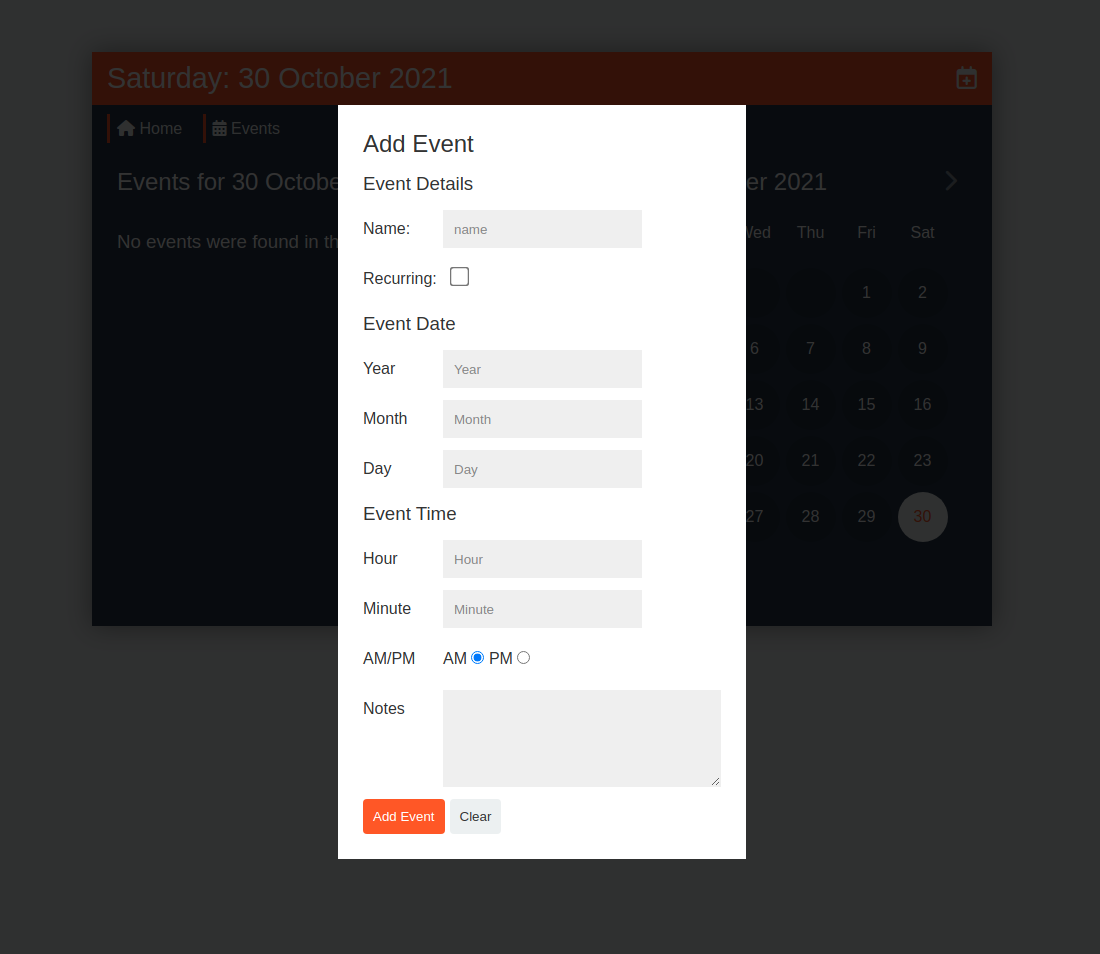 Saturday: 30 October 2021
Home Events
Add Event
Events for 30 Octobe
er 2021
Event Details
Name: name
Wed Thu Fri Sat
No events were found in th
Recurring:
1 2
Event Date
6 7 8 9
Year Year
13 14 15 16
Month Month
20 21 22 23
Day Day
27 28 29 30
Event Time
Hour Hour
Minute Minute
AM/PM AM PM
Notes
Add Event Clear